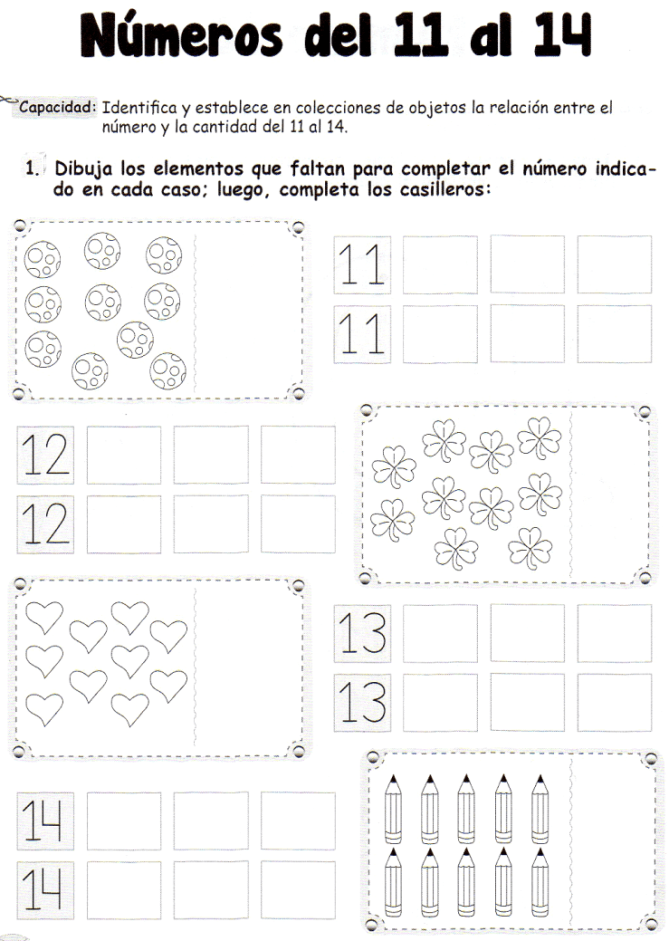 Números del 11 al 14
Capacidad: Identifica y establece en colecciones de objetos la relación entre el
número y la cantidad del 11 al 14.
1. Dibuja los elementos que faltan para completar el número indica-
do en cada caso; luego, completa los casilleros:
11
11
12
12
13
13
14
14